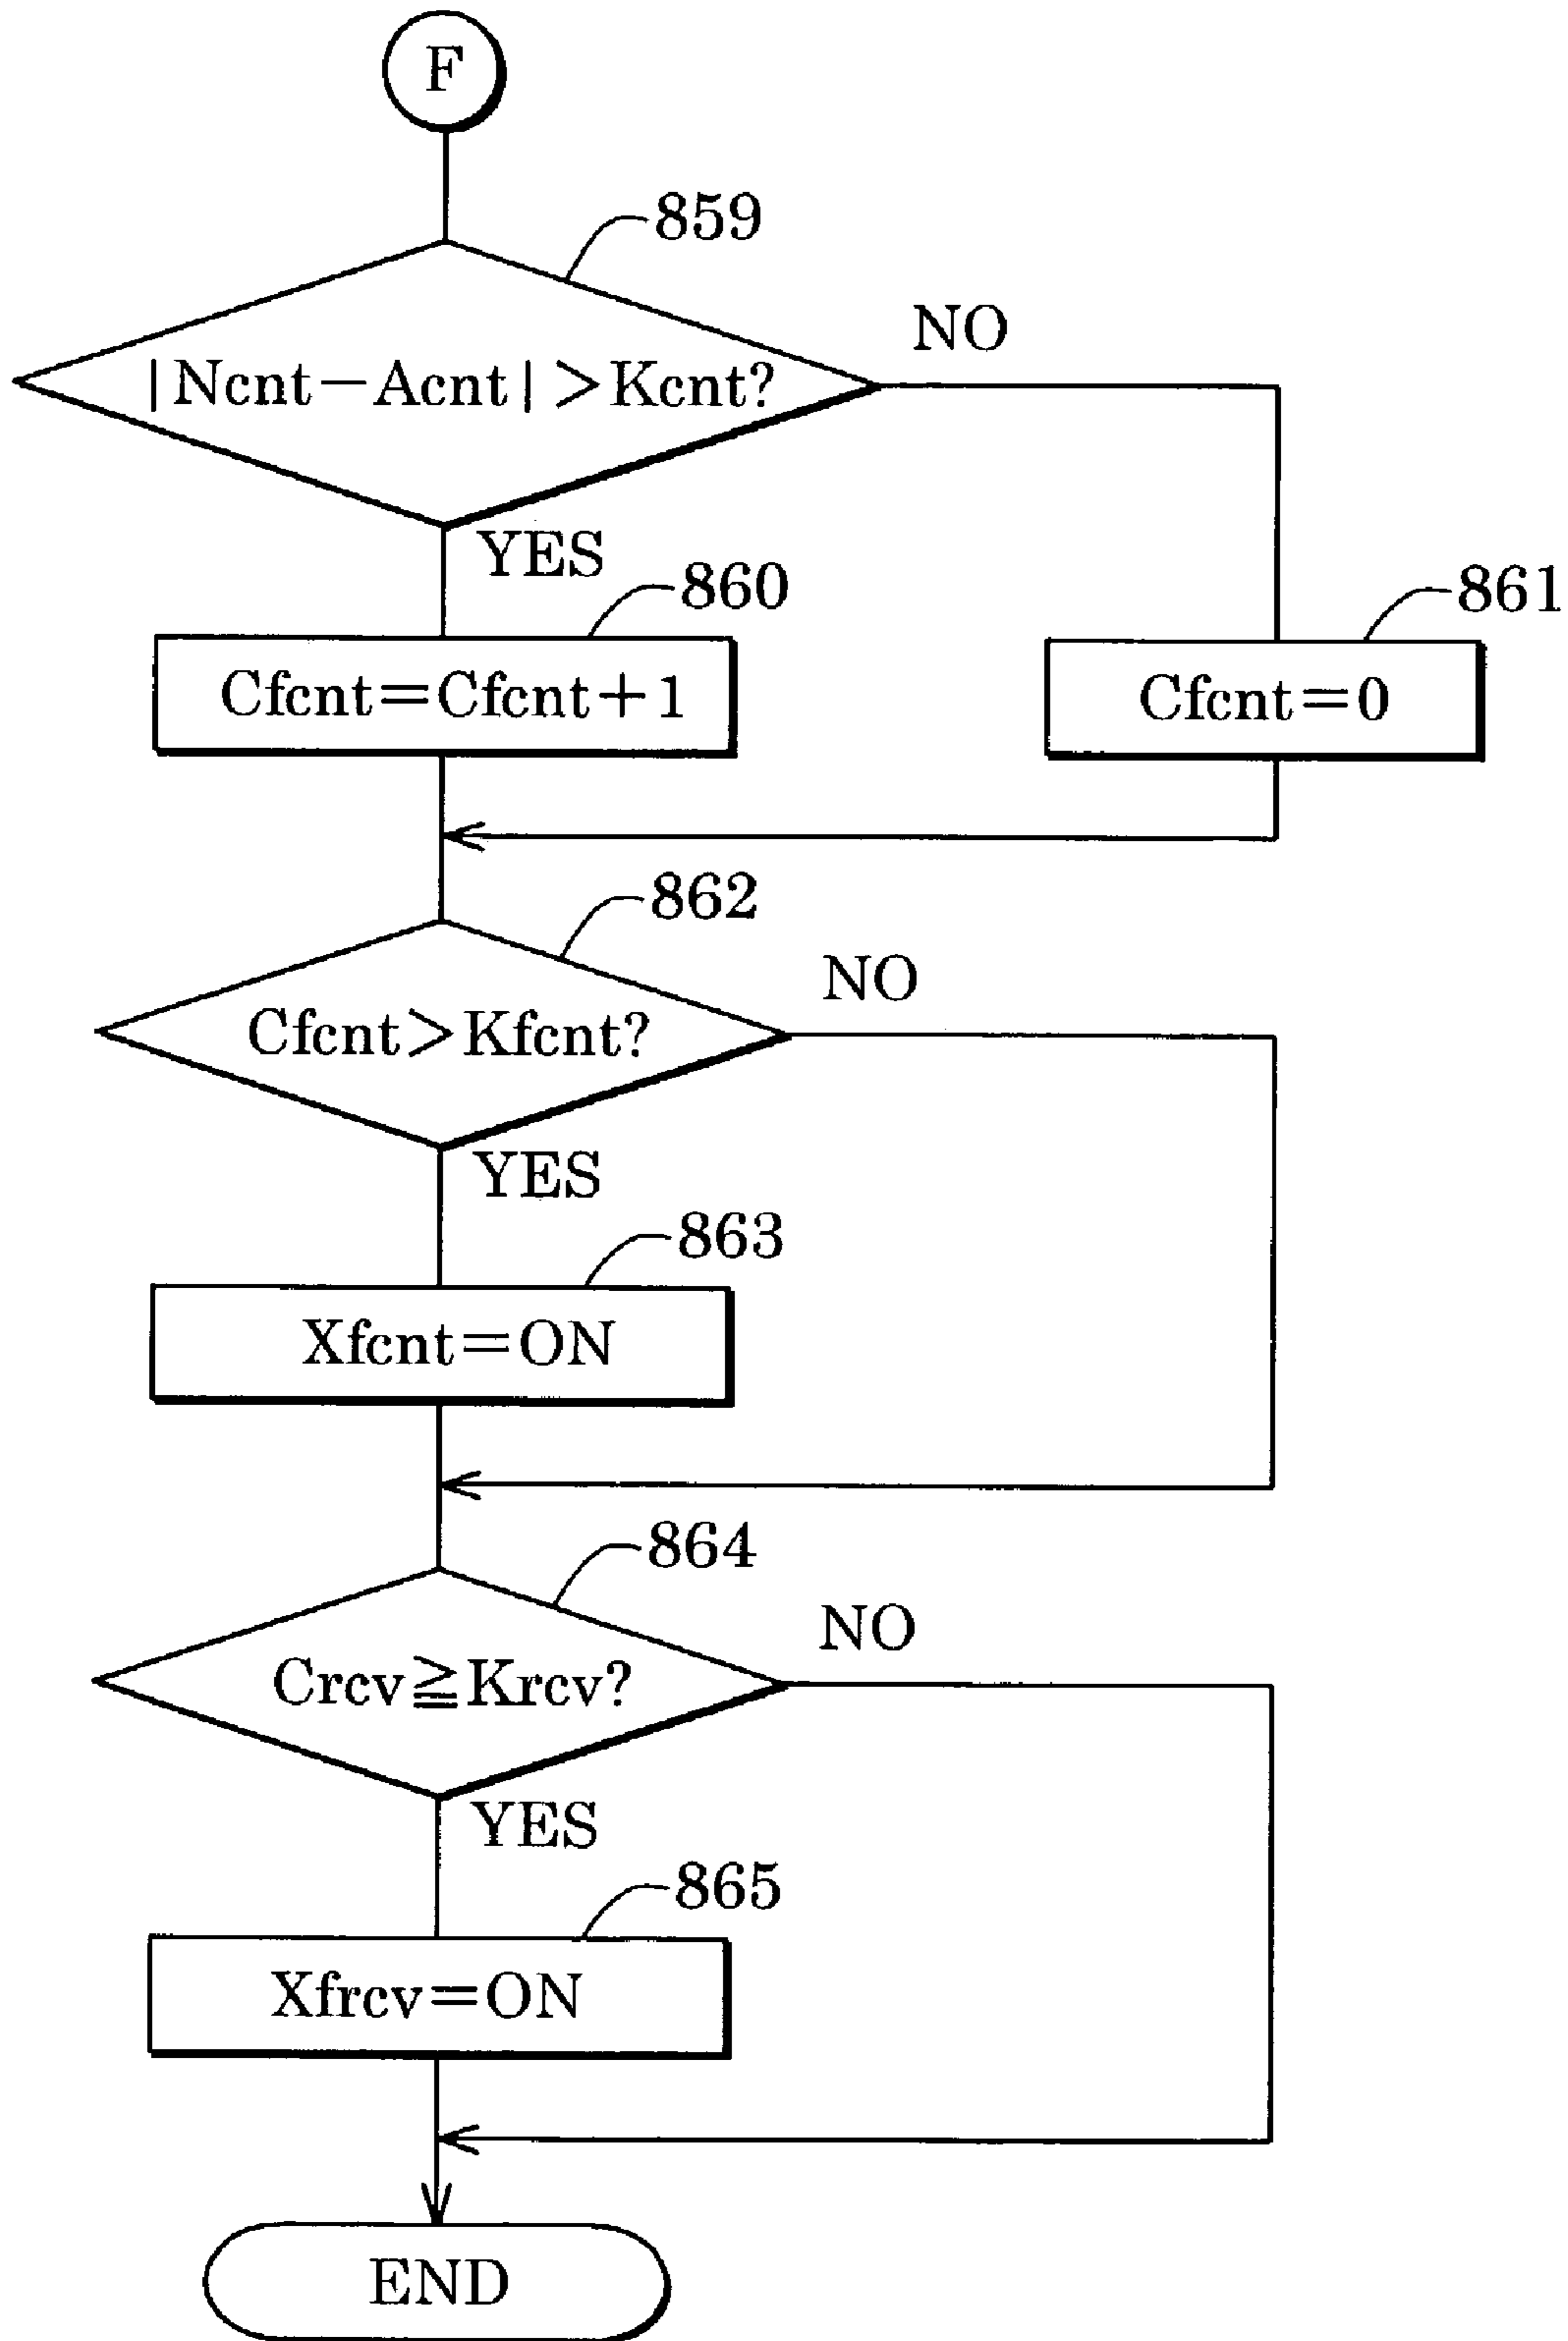 F
859
|Ncnt−Acnt|>Kcnt?
NO
YES
860
861
Cfcnt=Cfcnt+1
Cfcnt=0
862
NO
Cfcnt>Kfcnt?
YES
863
Xfcnt=ON
864
NO
Crcv≧Krcv?
YES
865
Xfrcv=ON
END